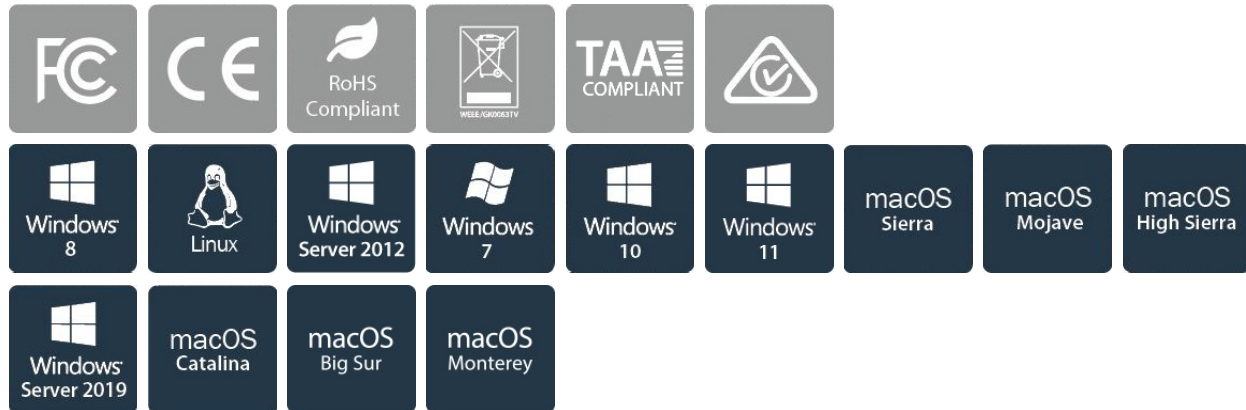 FC
CE
RoHS
Compliant
WEEE/GK0063TV
TAA
COMPLIANT
Windows
8
Linux
Windows
Server 2012
Windows
7
Windows
10
Windows
11
macOS
Sierra
macOS
Mojave
macOS
High Sierra
Windows
Server 2019
macOS
Catalina
macOS
Big Sur
macOS
Monterey